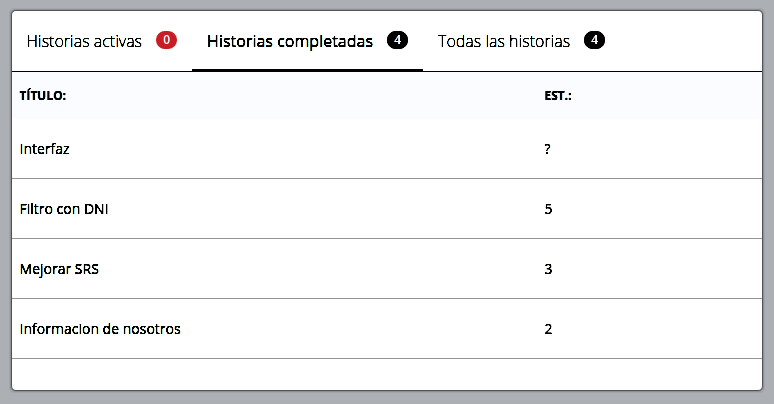 Historias activas 0 Historias completadas 4 Todas las historias 4
TÍTULO: EST.:
Interfaz ?
Filtro con DNI 5
Mejorar SRS 3
Informacion de nosotros 2